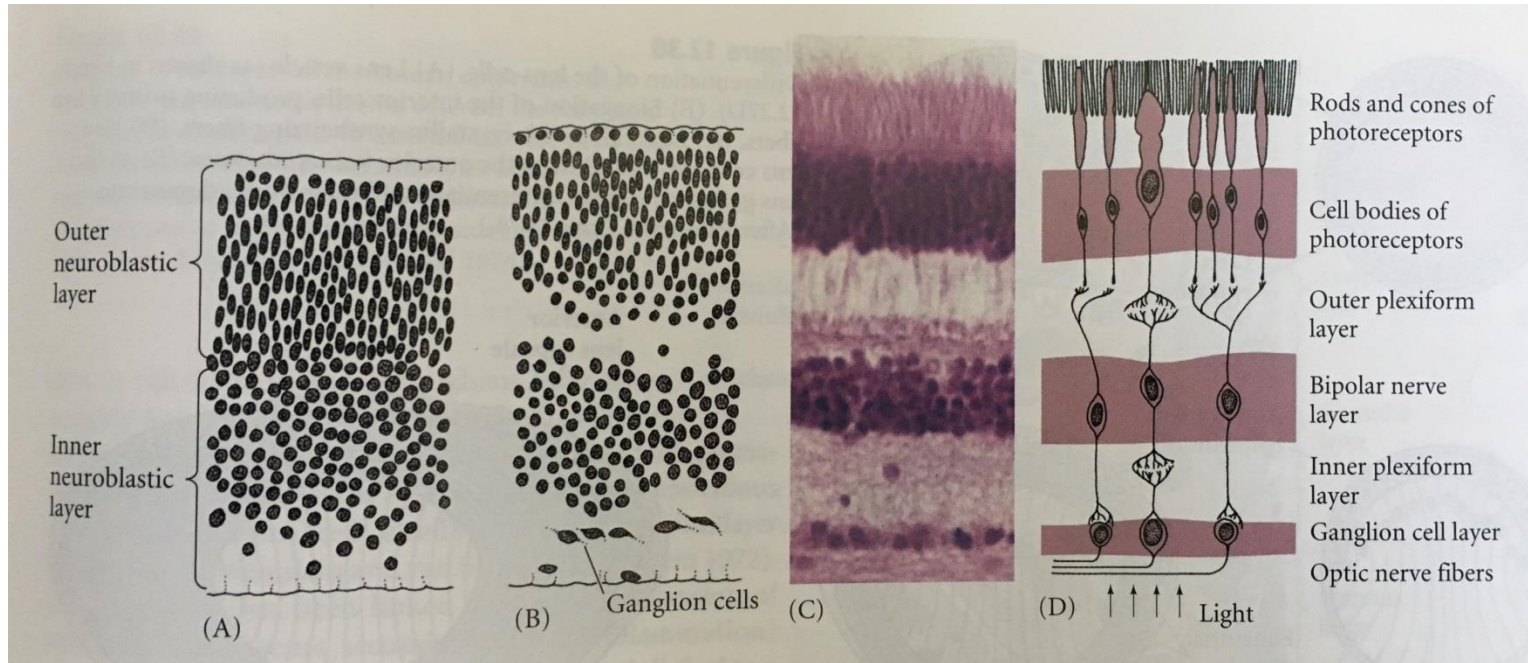 Outer
neuroblastic
layer
Inner
neuroblastic
layer
(A)
(B)
Ganglion cells
(C)
(D)
Light
Rods and cones of
photoreceptors
Cell bodies of
photoreceptors
Outer plexiform
layer
Bipolar nerve
layer
Inner plexiform
layer
Ganglion cell layer
Optic nerve fibers